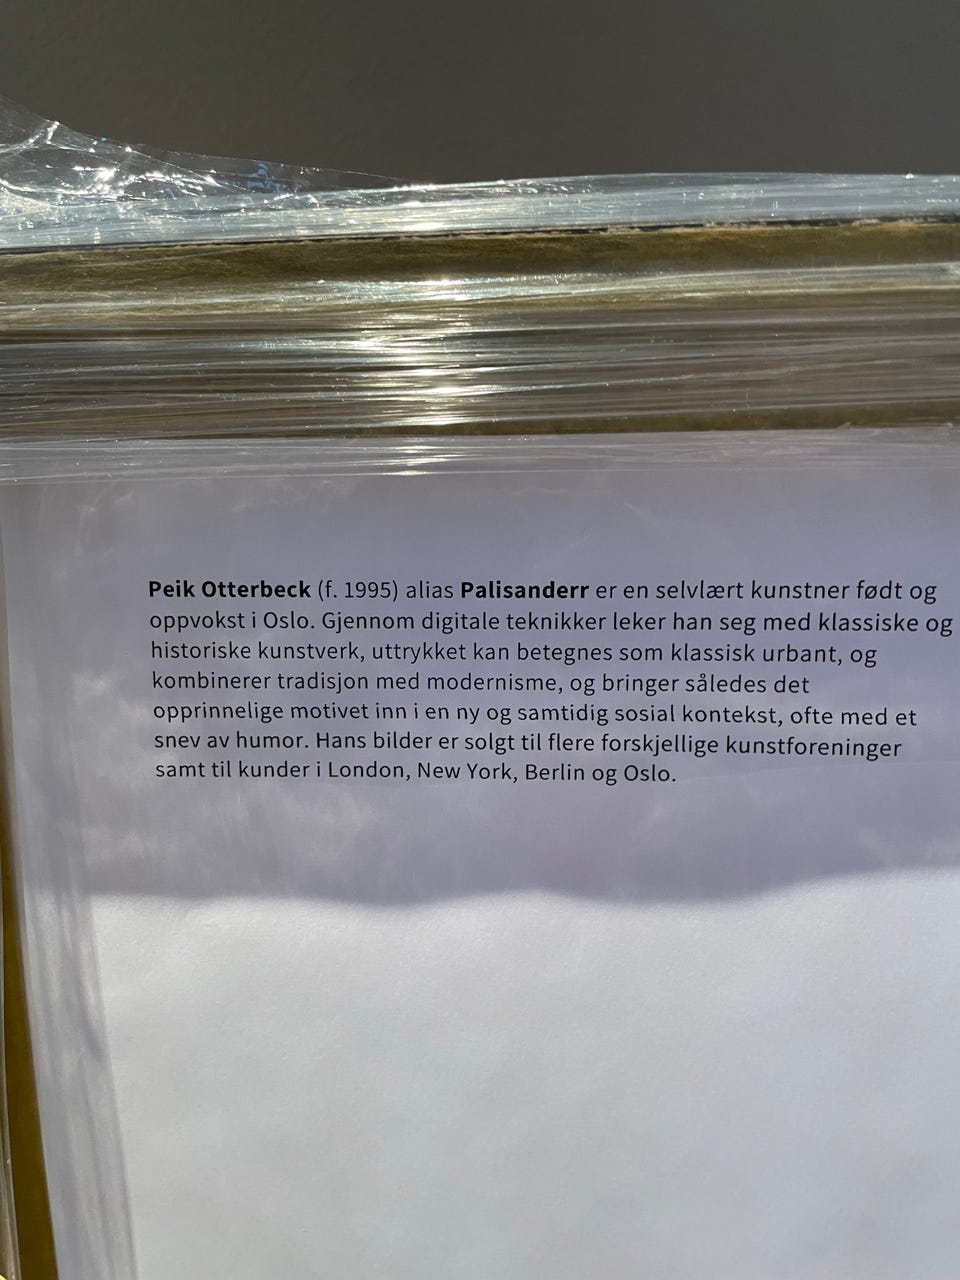 Peik Otterbeck (f. 1995) alias Palisanderr er en selvlært kunstner født og
oppvokst i Oslo. Gjennom digitale teknikker leker han seg med klassiske og
historiske kunstverk, uttrykket kan betegnes som klassisk urbant, og
kombinerer tradisjon med modernisme, og bringer således det
opprinnelige motivet inn i en ny og samtidig sosial kontekst, ofte med et
snev av humor. Hans bilder er solgt til flere forskjellige kunstforeninger
samt til kunder i London, New York, Berlin og Oslo.